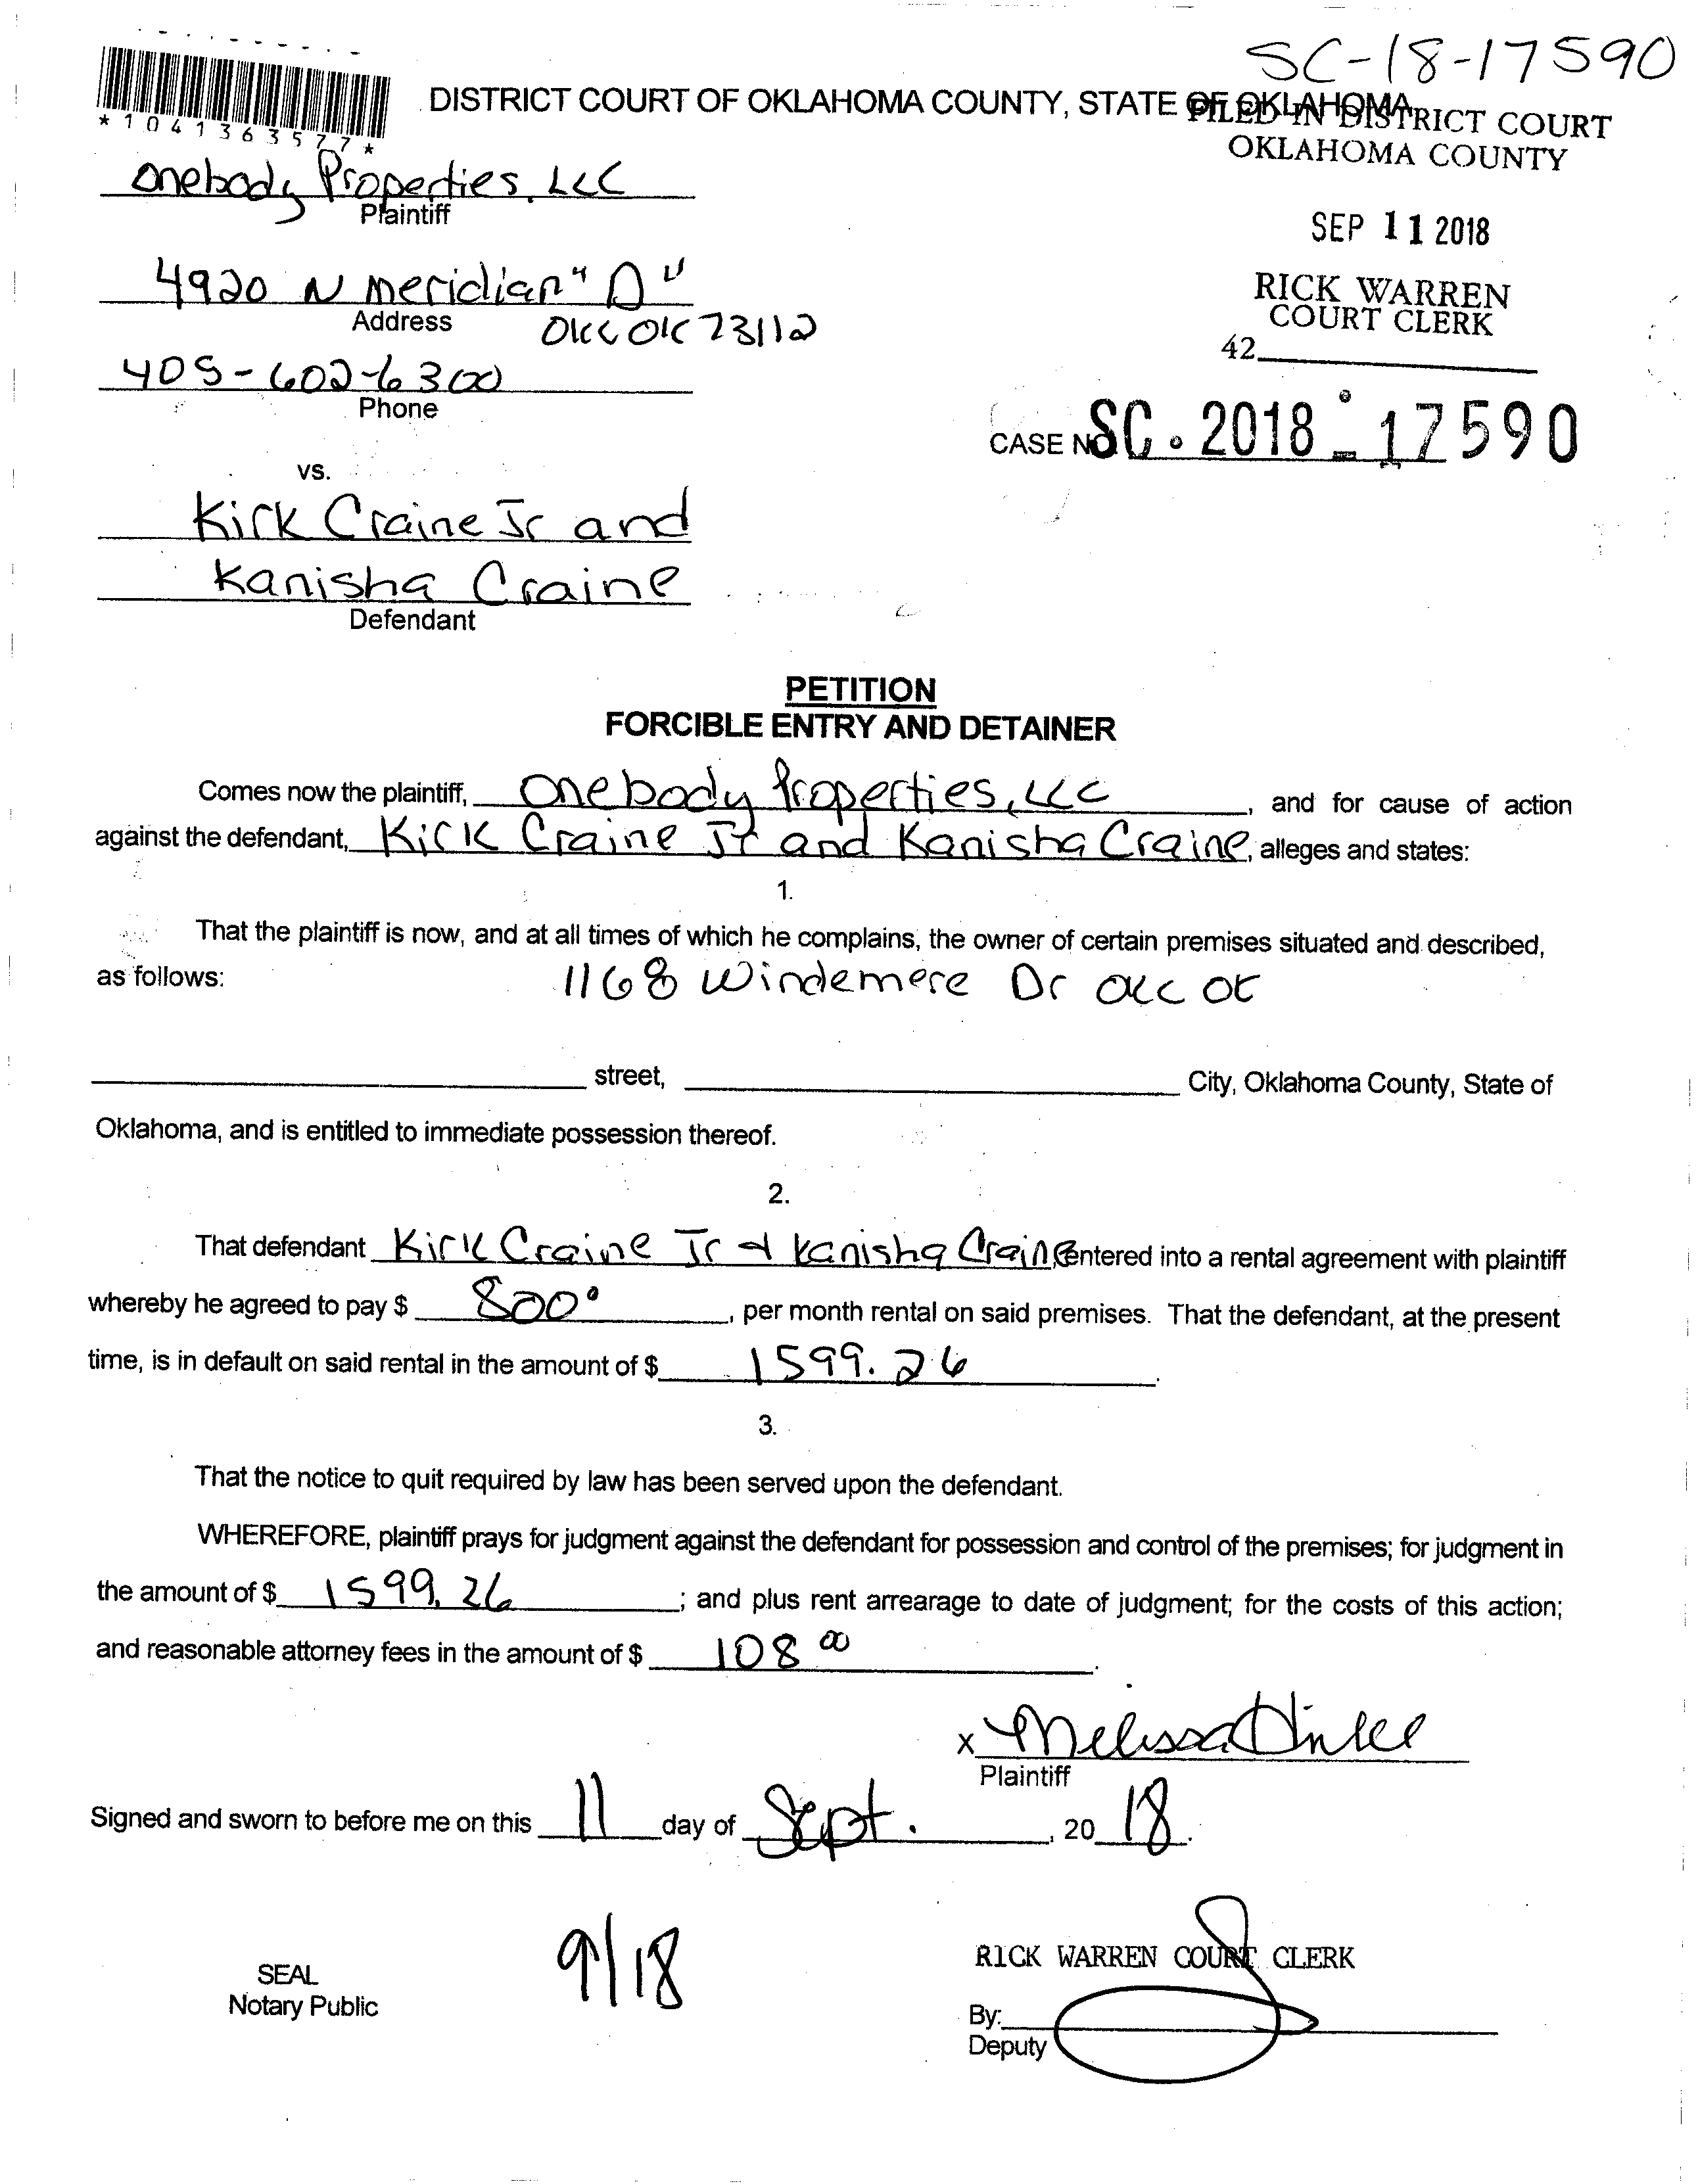 SC-18-17590
*1041363577*
DISTRICT COURT OF OKLAHOMA COUNTY, STATE OF OKLAHOMA
FILED IN DISTRICT COURT
OKLAHOMA COUNTY
Onebody Properties, LLC
Plaintiff
SEP 11 2018
4920 N Meridian "D"
Address
OKC OK 73112
RICK WARREN
COURT CLERK
42
405-602-6300
Phone
CASE NO. SC-2018-17590
vs.
Kirk Craine Jr and
Kanisha Craine
Defendant
PETITION
FORCIBLE ENTRY AND DETAINER
Comes now the plaintiff, Onebody Properties, LLC, and for cause of action
against the defendant, Kirk Craine Jr and Kanisha Craine, alleges and states:
1.
That the plaintiff is now, and at all times of which he complains, the owner of certain premises situated and described,
as follows: 1168 Windemere Dr OKC OK
street, City, Oklahoma County, State of
Oklahoma, and is entitled to immediate possession thereof.
2.
That defendant Kirk Craine Jr & Kanisha Craine entered into a rental agreement with plaintiff
whereby he agreed to pay $ 800°, per month rental on said premises. That the defendant, at the present
time, is in default on said rental in the amount of $ 1599.26.
3.
That the notice to quit required by law has been served upon the defendant.
WHEREFORE, plaintiff prays for judgment against the defendant for possession and control of the premises; for judgment in
the amount of $ 1599.26; and plus rent arrearage to date of judgment; for the costs of this action;
and reasonable attorney fees in the amount of $ 108 00.
x Melissa
Plaintiff
Signed and sworn to before me on this 11 day of Sept., 20 18.
9/18
SEAL
Notary Public
RICK WARREN COURT CLERK
By:
Deputy